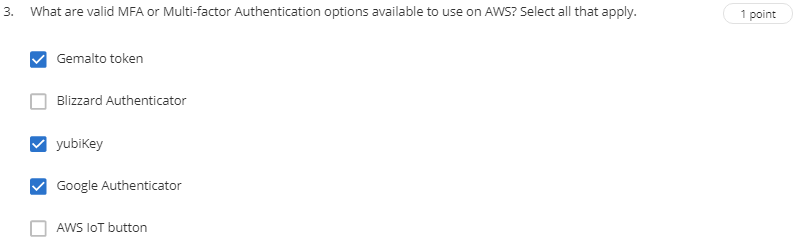 3. What are valid MFA or Multi-factor Authentication options available to use on AWS? Select all that apply.
1 point
Gemalto token
Blizzard Authenticator
yubiKey
Google Authenticator
AWS IoT button